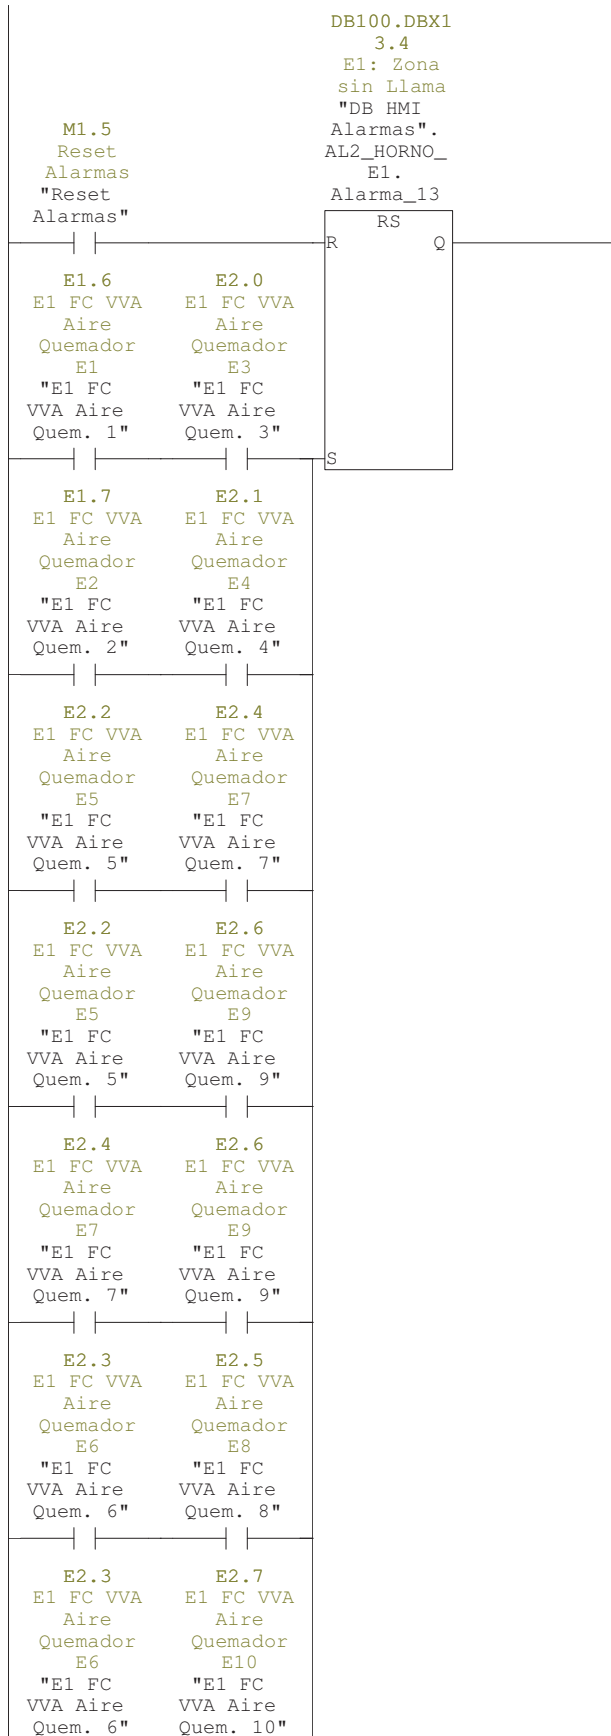 DB100.DBX1
3.4
E1: Zona
sin Llama
"DB HMI
Alarmas".
AL2_HORNO_
E1.
Alarma_13
M1.5
Reset
Alarmas
"Reset
Alarmas"
RS
R Q
E1.6 E2.0
E1 FC VVA E1 FC VVA
Aire Aire
Quemador Quemador
E1 E3
"E1 FC "E1 FC
VVA Aire VVA Aire
Quem. 1" Quem. 3"
S
E1.7 E2.1
E1 FC VVA E1 FC VVA
Aire Aire
Quemador Quemador
E2 E4
"E1 FC "E1 FC
VVA Aire VVA Aire
Quem. 2" Quem. 4"
E2.2 E2.4
E1 FC VVA E1 FC VVA
Aire Aire
Quemador Quemador
E5 E7
"E1 FC "E1 FC
VVA Aire VVA Aire
Quem. 5" Quem. 7"
E2.2 E2.6
E1 FC VVA E1 FC VVA
Aire Aire
Quemador Quemador
E5 E9
"E1 FC "E1 FC
VVA Aire VVA Aire
Quem. 5" Quem. 9"
E2.4 E2.6
E1 FC VVA E1 FC VVA
Aire Aire
Quemador Quemador
E7 E9
"E1 FC "E1 FC
VVA Aire VVA Aire
Quem. 7" Quem. 9"
E2.3 E2.5
E1 FC VVA E1 FC VVA
Aire Aire
Quemador Quemador
E6 E8
"E1 FC "E1 FC
VVA Aire VVA Aire
Quem. 6" Quem. 8"
E2.3 E2.7
E1 FC VVA E1 FC VVA
Aire Aire
Quemador Quemador
E6 E10
"E1 FC "E1 FC
VVA Aire VVA Aire
Quem. 6" Quem. 10"